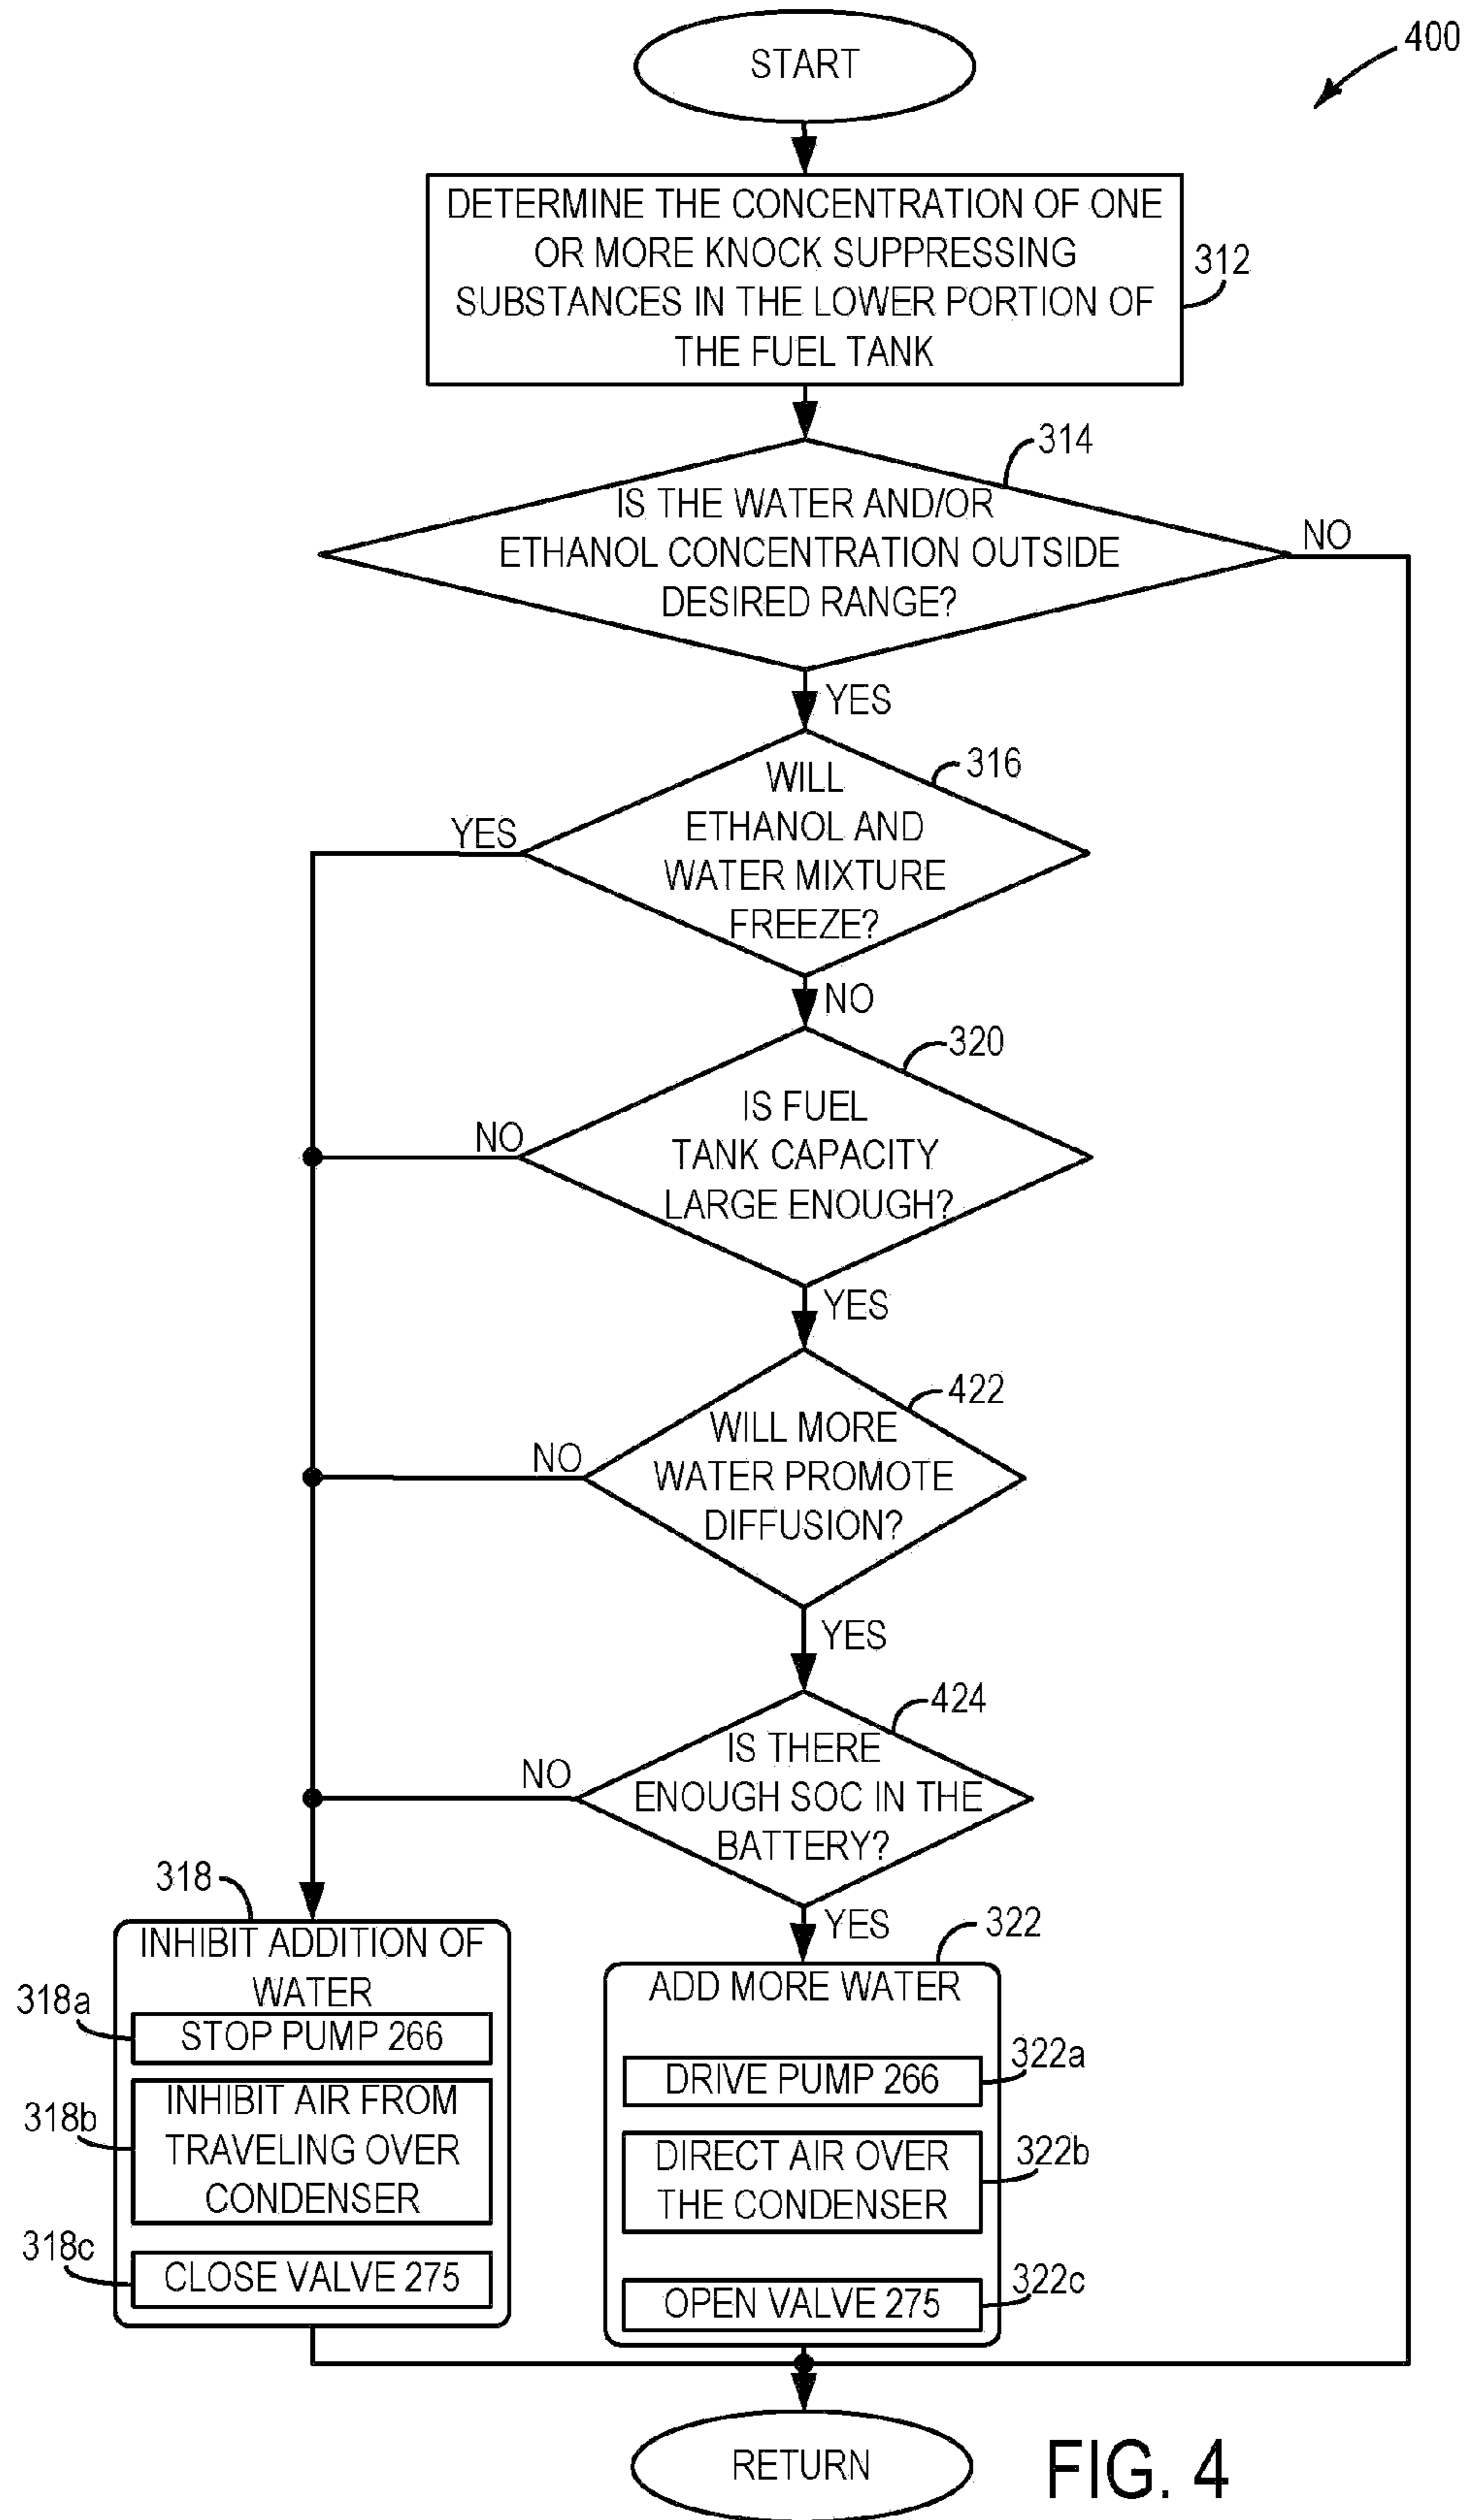 START
400
DETERMINE THE CONCENTRATION OF ONE
OR MORE KNOCK SUPPRESSING
SUBSTANCES IN THE LOWER PORTION OF
THE FUEL TANK
312
314
IS THE WATER AND/OR
ETHANOL CONCENTRATION OUTSIDE
DESIRED RANGE?
NO
YES
316
WILL
ETHANOL AND
WATER MIXTURE
FREEZE?
YES
NO
320
IS FUEL
TANK CAPACITY
LARGE ENOUGH?
NO
YES
422
WILL MORE
WATER PROMOTE
DIFFUSION?
NO
YES
424
IS THERE
ENOUGH SOC IN THE
BATTERY?
NO
YES
318
INHIBIT ADDITION OF
WATER
318a
STOP PUMP 266
318b
INHIBIT AIR FROM
TRAVELING OVER
CONDENSER
318c
CLOSE VALVE 275
322
ADD MORE WATER
DRIVE PUMP 266
322a
DIRECT AIR OVER
THE CONDENSER
322b
OPEN VALVE 275
322c
RETURN
FIG. 4